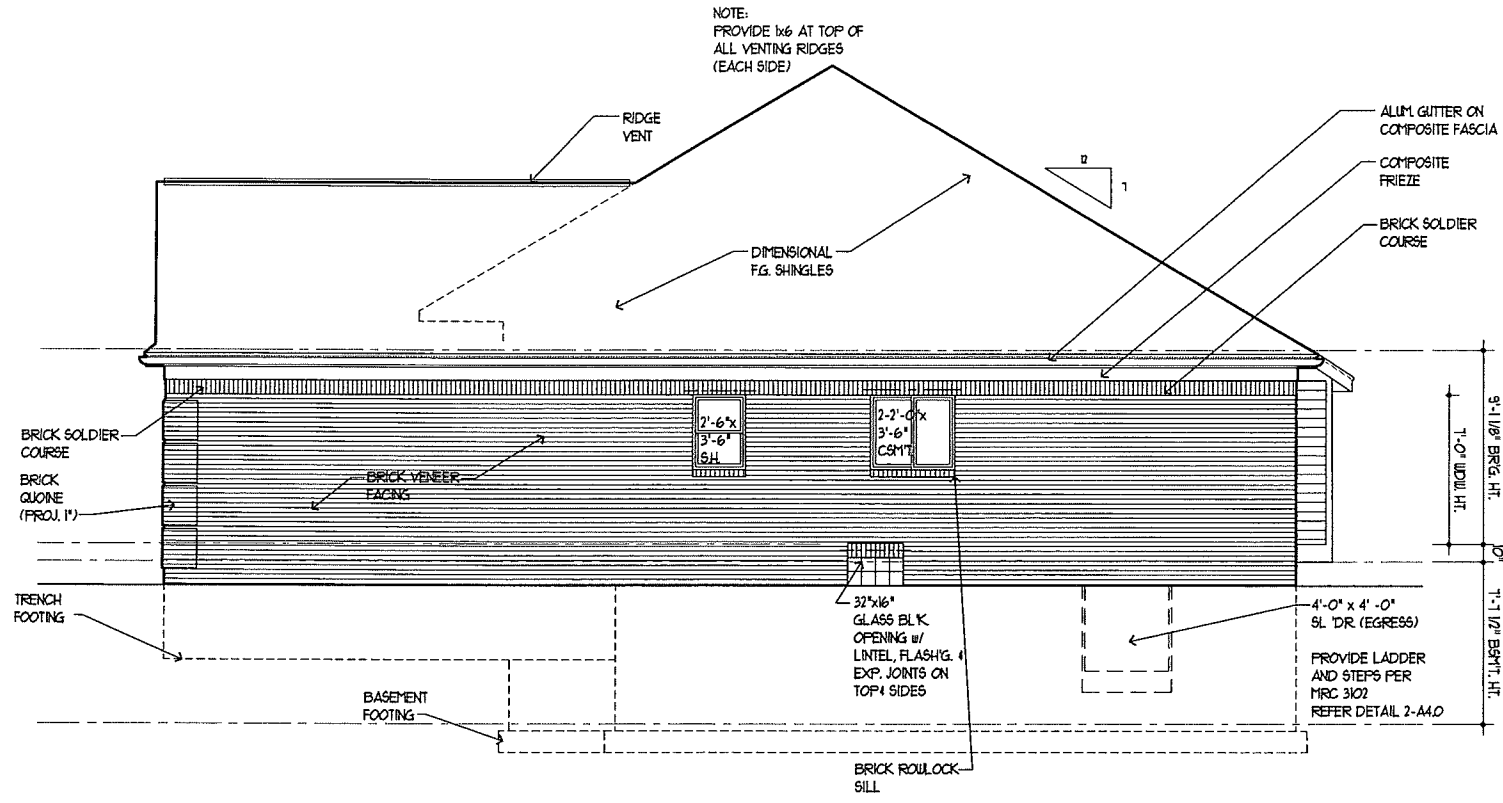 NOTE:
PROVIDE 1x6 AT TOP OF
ALL VENTING RIDGES
(EACH SIDE)
RIDGE
VENT
ALUM. GUTTER ON
COMPOSITE FASCIA
12
7
COMPOSITE
FRIEZE
BRICK SOLDIER
COURSE
DIMENSIONAL
F.G. SHINGLES
2'-6"x
3'-6"
S.H.
2-2'-0"x
3'-6"
CSM'T.
BRICK SOLDIER
COURSE
BRICK
QUOINE
(PROJ. 1")
BRICK VENEER
FACING
9'-1 1/8" BRG. HT.
7'-0" WDW. HT.
10"
7'-7 1/2" BSM'T. HT.
TRENCH
FOOTING
32"x16"
GLASS BL'K
OPENING w/
LINTEL, FLASH'G. &
EXP. JOINTS ON
TOP & SIDES
4'-0" x 4'-0"
SL 'DR. (EGRESS)
PROVIDE LADDER
AND STEPS PER
MRC 3102
REFER DETAIL 2-A4.0
BASEMENT
FOOTING
BRICK ROWLOCK
SILL